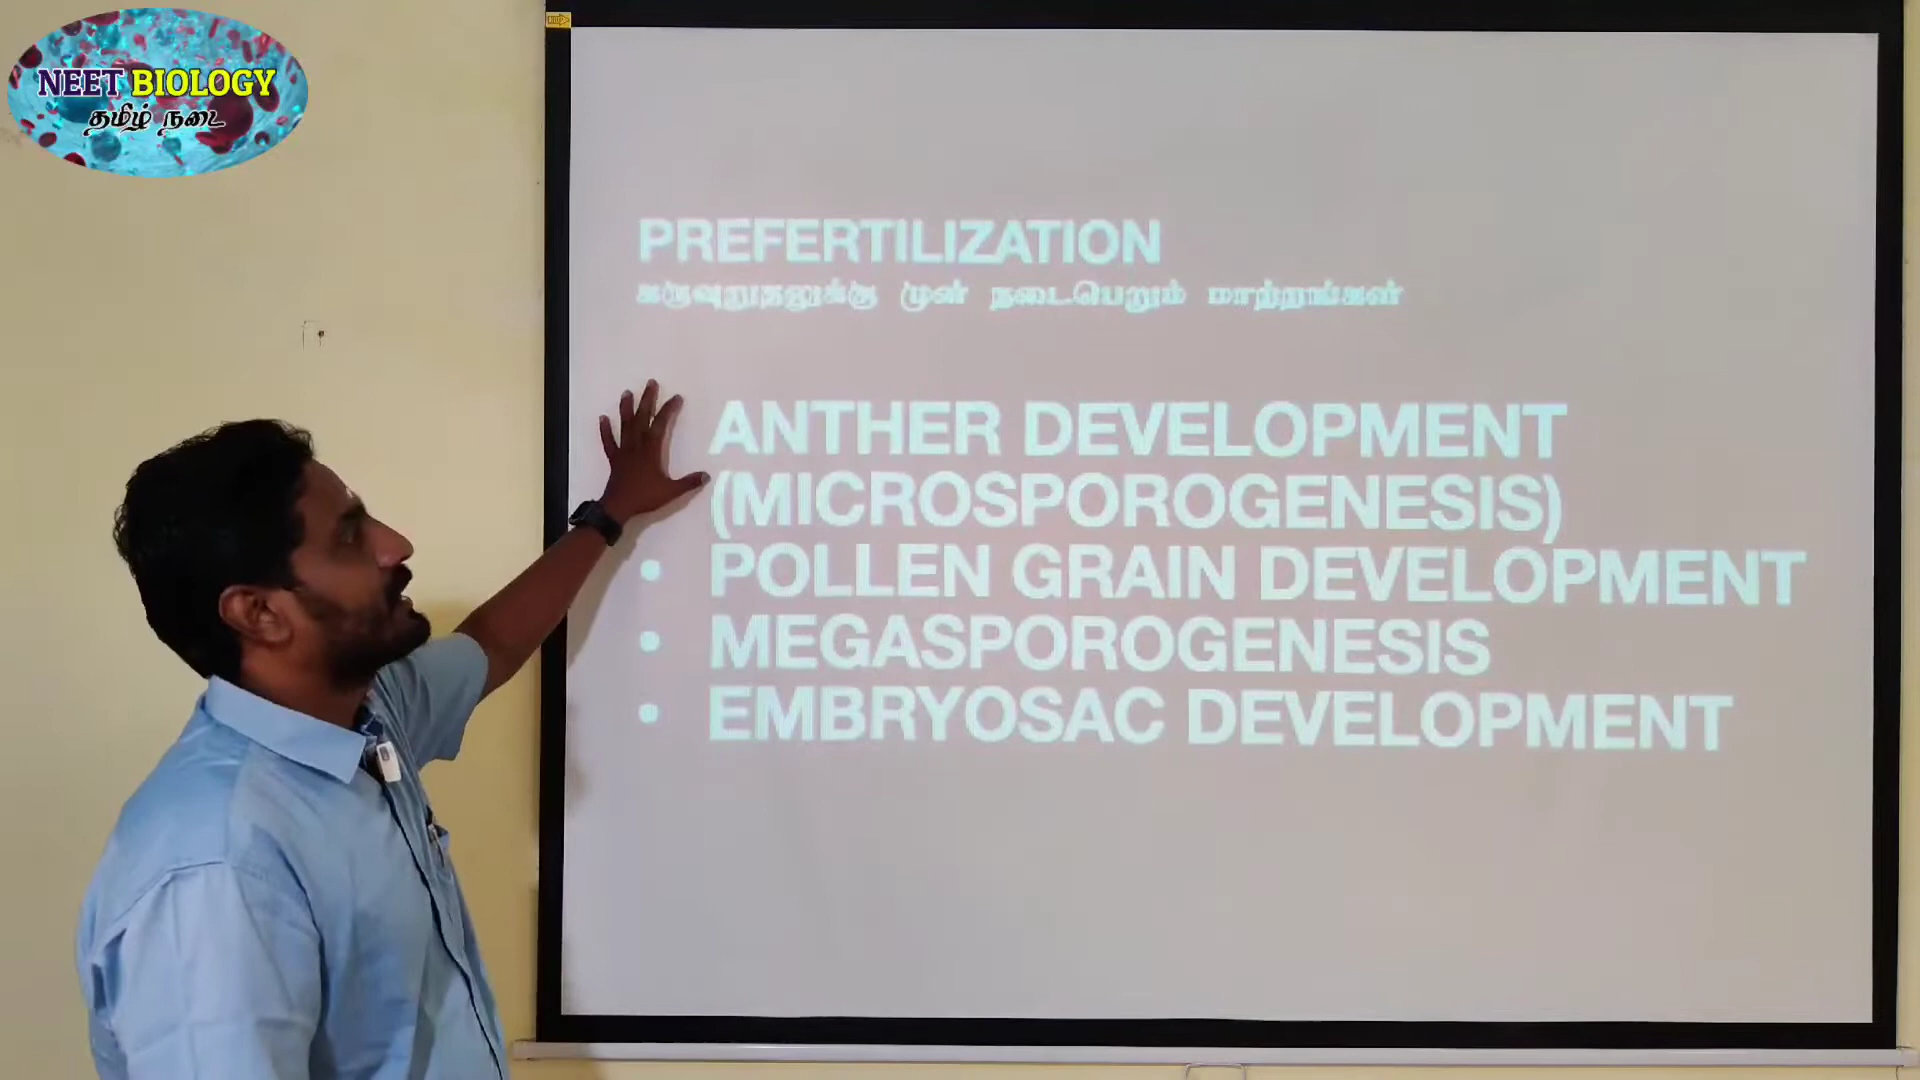 NEET BIOLOGY
தமிழ் நடை
PREFERTILIZATION
கருவுறுதலுக்கு முன் நடைபெறும் மாற்றங்கள்
ANTHER DEVELOPMENT
(MICROSPOROGENESIS)
• POLLEN GRAIN DEVELOPMENT
• MEGASPOROGENESIS
• EMBRYOSAC DEVELOPMENT